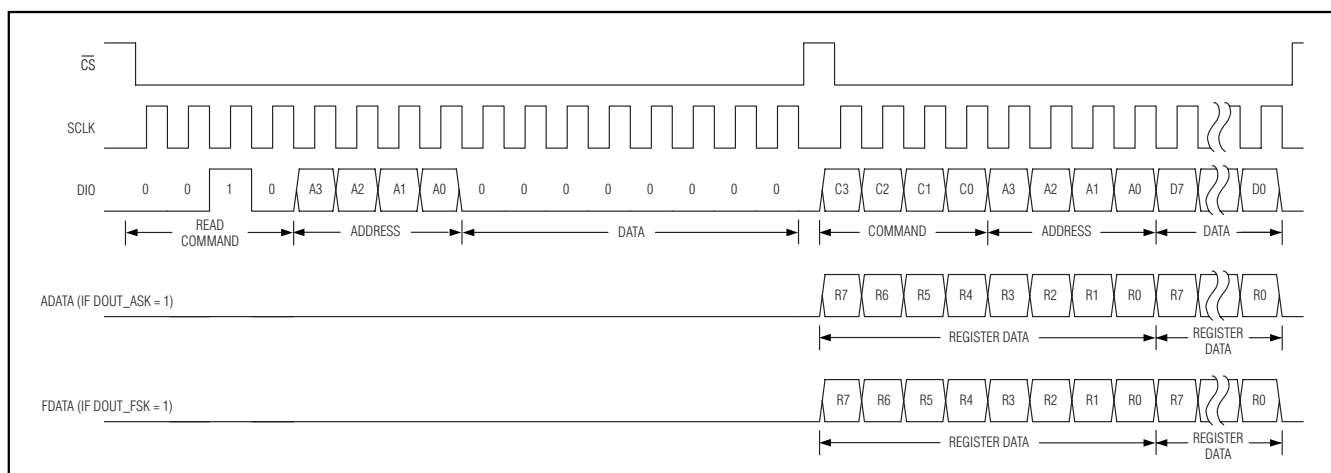 CS
SCLK
DIO 0 0 1 0 A3 A2 A1 A0 0 0 0 0 0 0 0 0 C3 C2 C1 C0 A3 A2 A1 A0 D7 D0
READ
COMMAND ADDRESS DATA COMMAND ADDRESS DATA
ADATA (IF DOUT_ASK = 1) R7 R6 R5 R4 R3 R2 R1 R0 R7 R0
REGISTER DATA REGISTER
DATA
FDATA (IF DOUT_FSK = 1) R7 R6 R5 R4 R3 R2 R1 R0 R7 R0
REGISTER DATA REGISTER
DATA